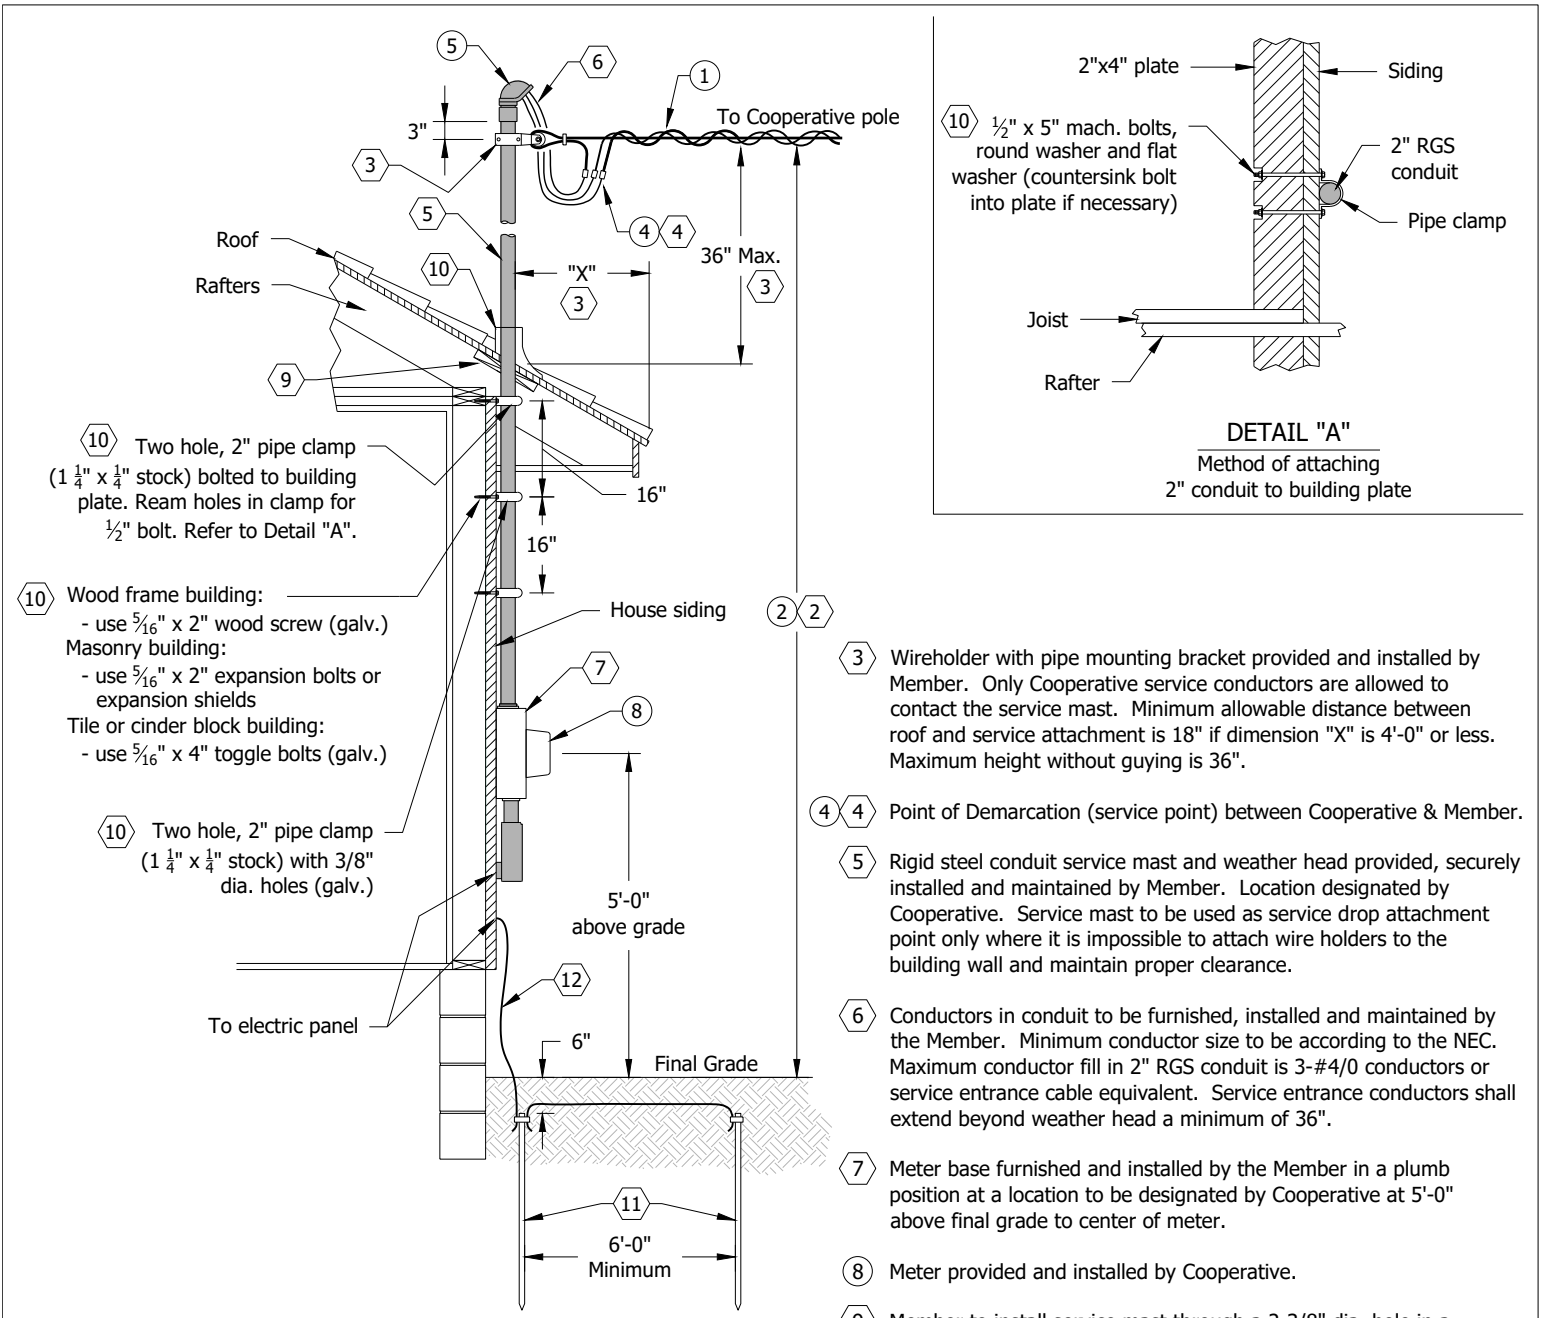 5
6
1
To Cooperative pole
3"
3
5
4 4
Roof
10
"X"
3
36" Max.
3
Rafters
9
10 Two hole, 2" pipe clamp
(1 1/4" x 1/4" stock) bolted to building
plate. Ream holes in clamp for
1/2" bolt. Refer to Detail "A".
16"
16"
10 Wood frame building:
- use 5/16" x 2" wood screw (galv.)
Masonry building:
- use 5/16" x 2" expansion bolts or
expansion shields
Tile or cinder block building:
- use 5/16" x 4" toggle bolts (galv.)
House siding
2 2
7
8
10 Two hole, 2" pipe clamp
(1 1/4" x 1/4" stock) with 3/8"
dia. holes (galv.)
5'-0"
above grade
12
To electric panel
6"
Final Grade
11
6'-0"
Minimum
2"x4" plate
Siding
10 1/2" x 5" mach. bolts,
round washer and flat
washer (countersink bolt
into plate if necessary)
2" RGS
conduit
Pipe clamp
Joist
Rafter
DETAIL "A"
Method of attaching
2" conduit to building plate
3 Wireholder with pipe mounting bracket provided and installed by
Member. Only Cooperative service conductors are allowed to
contact the service mast. Minimum allowable distance between
roof and service attachment is 18" if dimension "X" is 4'-0" or less.
Maximum height without guying is 36".
4 4 Point of Demarcation (service point) between Cooperative & Member.
5 Rigid steel conduit service mast and weather head provided, securely
installed and maintained by Member. Location designated by
Cooperative. Service mast to be used as service drop attachment
point only where it is impossible to attach wire holders to the
building wall and maintain proper clearance.
6 Conductors in conduit to be furnished, installed and maintained by
the Member. Minimum conductor size to be according to the NEC.
Maximum conductor fill in 2" RGS conduit is 3-#4/0 conductors or
service entrance cable equivalent. Service entrance conductors shall
extend beyond weather head a minimum of 36".
7 Meter base furnished and installed by the Member in a plumb
position at a location to be designated by Cooperative at 5'-0"
above final grade to center of meter.
8 Meter provided and installed by Cooperative.
9 Member to install service mast through a 2-3/8" dia. hole in a